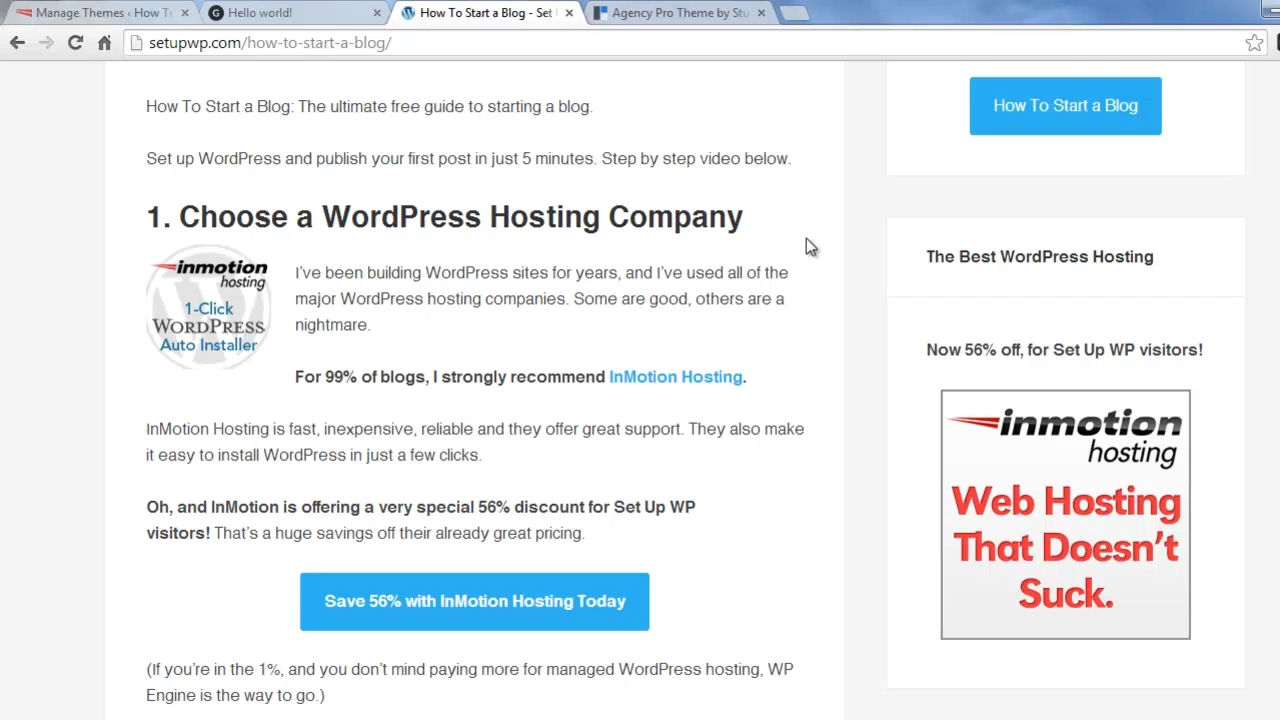 Manage Themes ‹ How To
Hello world!
How To Start a Blog - Set
Agency Pro Theme by Stu
setupwp.com/how-to-start-a-blog/
How To Start a Blog: The ultimate free guide to starting a blog.
Set up WordPress and publish your first post in just 5 minutes. Step by step video below.
1. Choose a WordPress Hosting Company
inmotion
hosting
1-Click
WORDPRESS
Auto Installer
I've been building WordPress sites for years, and I've used all of the
major WordPress hosting companies. Some are good, others are a
nightmare.
For 99% of blogs, I strongly recommend InMotion Hosting.
InMotion Hosting is fast, inexpensive, reliable and they offer great support. They also make
it easy to install WordPress in just a few clicks.
Oh, and InMotion is offering a very special 56% discount for Set Up WP
visitors! That's a huge savings off their already great pricing.
Save 56% with InMotion Hosting Today
(If you're in the 1%, and you don't mind paying more for managed WordPress hosting, WP
Engine is the way to go.)
How To Start a Blog
The Best WordPress Hosting
Now 56% off, for Set Up WP visitors!
inmotion
hosting
Web Hosting
That Doesn't
Suck.